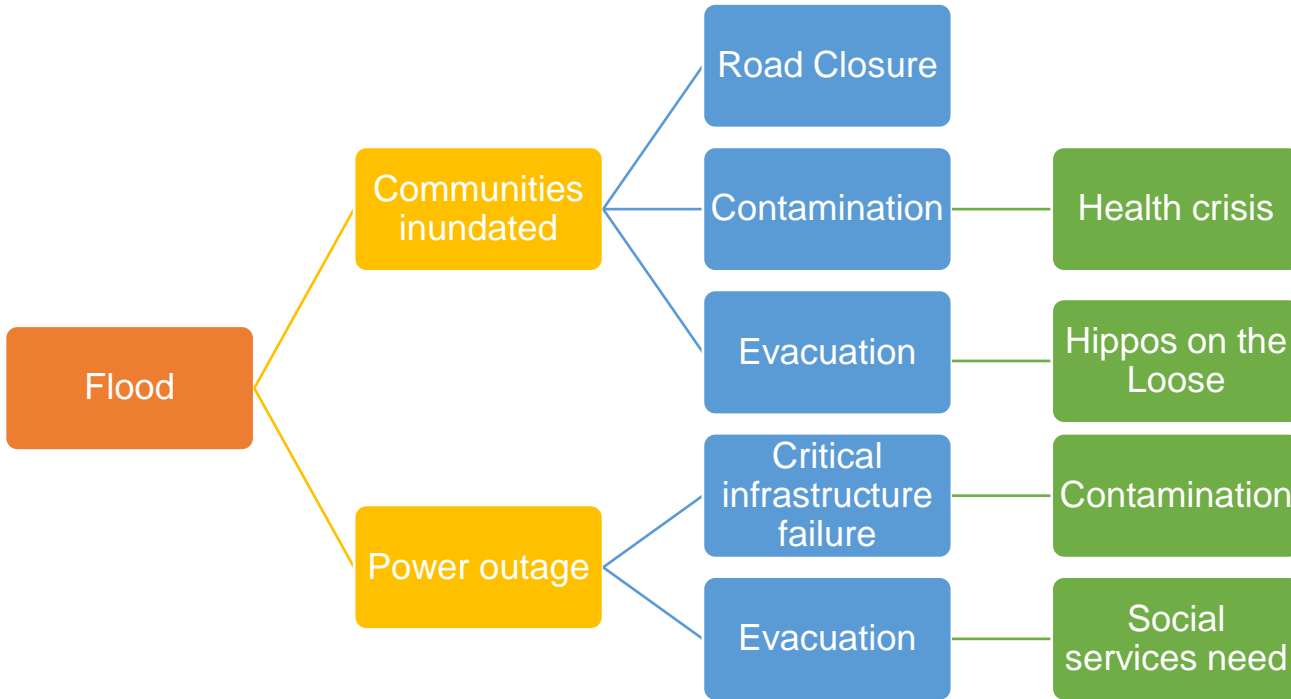 Flood
Communities
inundated
Power outage
Road Closure
Contamination
Evacuation
Critical
infrastructure
failure
Evacuation
Health crisis
Hippos on the
Loose
Contamination
Social
services need